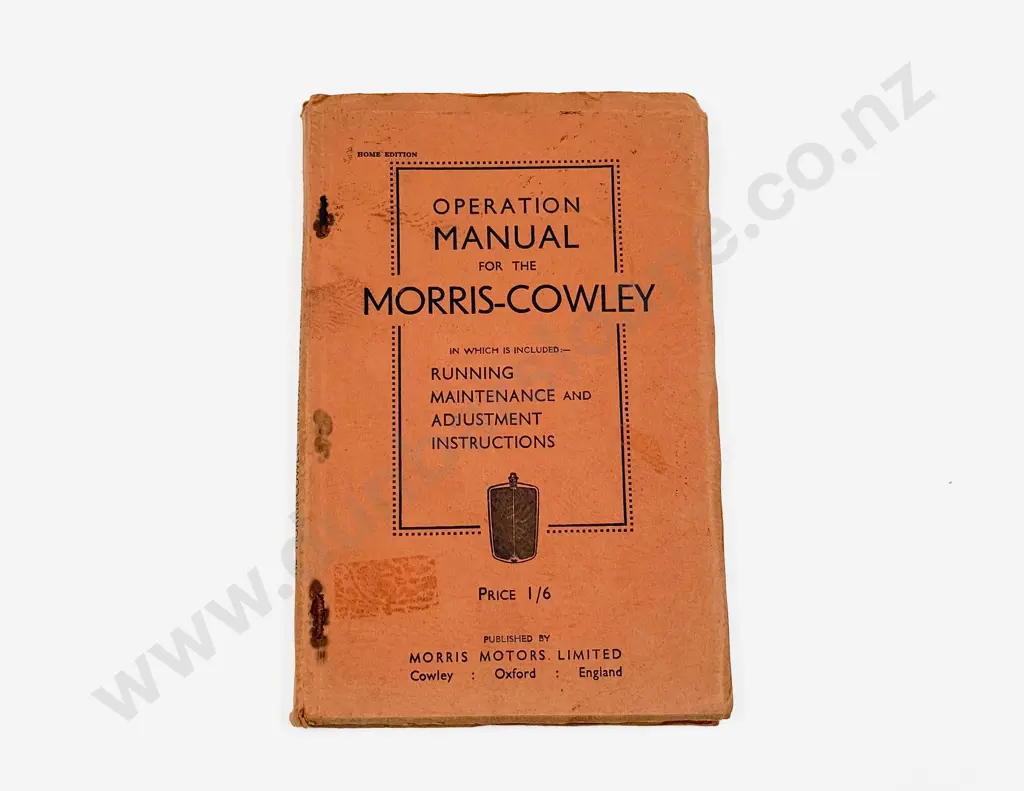 HOME EDITION
OPERATION
MANUAL
FOR THE
MORRIS-COWLEY
IN WHICH IS INCLUDED:—
RUNNING
MAINTENANCE AND
ADJUSTMENT
INSTRUCTIONS
PRICE 1/6
PUBLISHED BY
MORRIS MOTORS. LIMITED
Cowley : Oxford : England